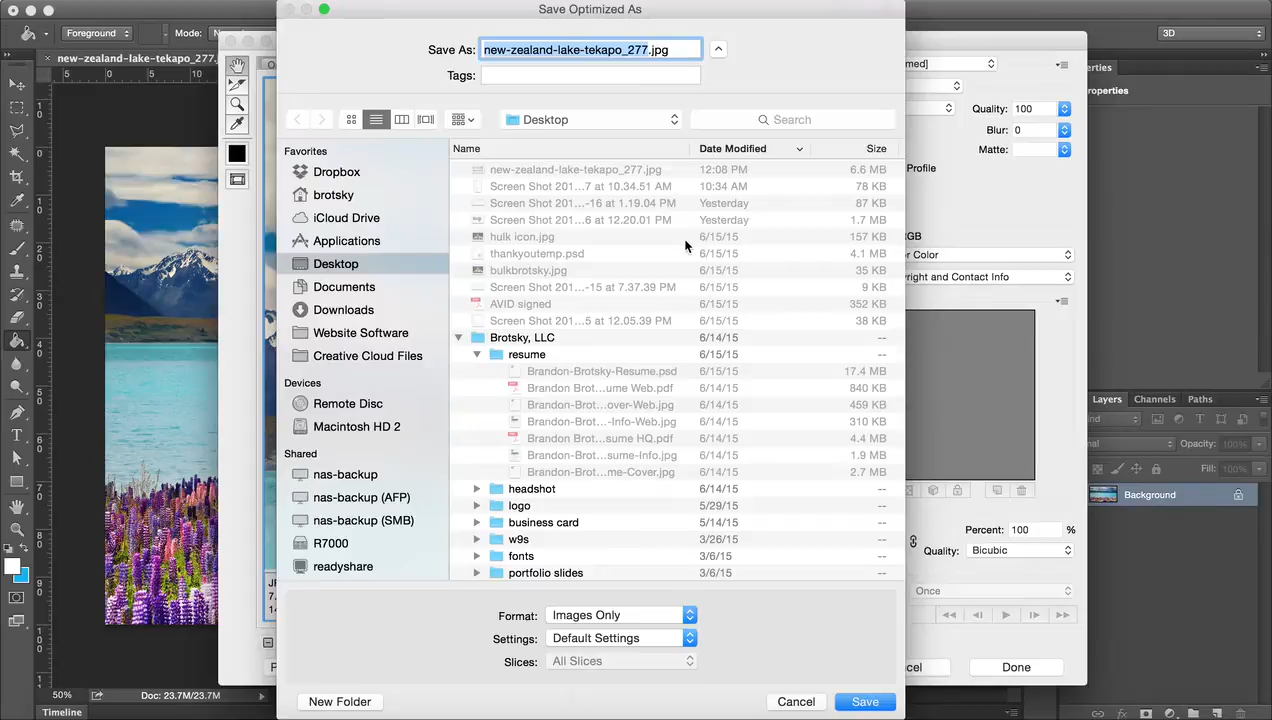 Save Optimized As
Foreground
Mode:
3D
new-zealand-lake-tekapo_277.j
Save As: new-zealand-lake-tekapo_277.jpg
Tags:
Desktop
Search
Name
Date Modified
Size
Favorites
Dropbox
brotsky
iCloud Drive
Applications
Desktop
Documents
Downloads
Website Software
Creative Cloud Files
Devices
Remote Disc
Macintosh HD 2
Shared
nas-backup
nas-backup (AFP)
nas-backup (SMB)
R7000
readyshare
new-zealand-lake-tekapo_277.jpg 12:08 PM 6.6 MB
Screen Shot 201...7 at 10.34.51 AM 10:34 AM 78 KB
Screen Shot 201...-16 at 1.19.04 PM Yesterday 87 KB
Screen Shot 201...6 at 12.20.01 PM Yesterday 1.7 MB
hulk icon.jpg 6/15/15 157 KB
thankyoutemp.psd 6/15/15 4.1 MB
bulkbrotsky.jpg 6/15/15 35 KB
Screen Shot 201...-15 at 7.37.39 PM 6/15/15 9 KB
AVID signed 6/15/15 352 KB
Screen Shot 201...5 at 12.05.39 PM 6/15/15 38 KB
Brotsky, LLC 6/14/15 --
resume 6/15/15 --
Brandon-Brotsky-Resume.psd 6/15/15 17.4 MB
Brandon Brot...ume Web.pdf 6/14/15 840 KB
Brandon-Brot...over-Web.jpg 6/14/15 459 KB
Brandon-Brot...-Info-Web.jpg 6/14/15 310 KB
Brandon Brot...sume HQ.pdf 6/14/15 4.4 MB
Brandon-Brot...sume-Info.jpg 6/14/15 1.9 MB
Brandon-Brot...me-Cover.jpg 6/14/15 2.7 MB
headshot 6/14/15 --
logo 5/29/15 --
business card 5/14/15 --
w9s 3/26/15 --
fonts 3/6/15 --
portfolio slides 3/6/15 --
Format: Images Only
Settings: Default Settings
Slices: All Slices
New Folder
Cancel
Save
med]
Quality: 100
Blur: 0
Matte:
Profile
GB
r Color
right and Contact Info
Percent: 100 %
Quality: Bicubic
Once
cel
Done
erties
roperties
Layers
Channels
Paths
ind
mal
Opacity: 100%
Fill: 100%
Background
50%
Doc: 23.7M/23.7M
Timeline